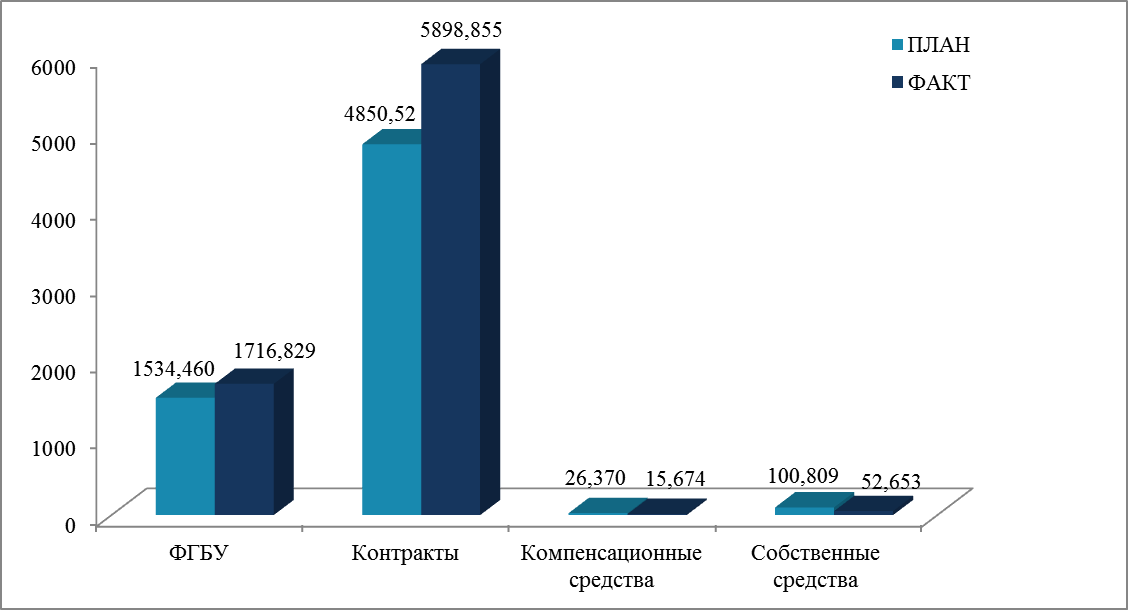 5898,855
ПЛАН
ФАКТ
6000
4850,52
5000
4000
3000
1716,829
1534,460
2000
1000
26,370
15,674
100,809
52,653
0
ФГБУ
Контракты
Компенсационные
средства
Собственные
средства